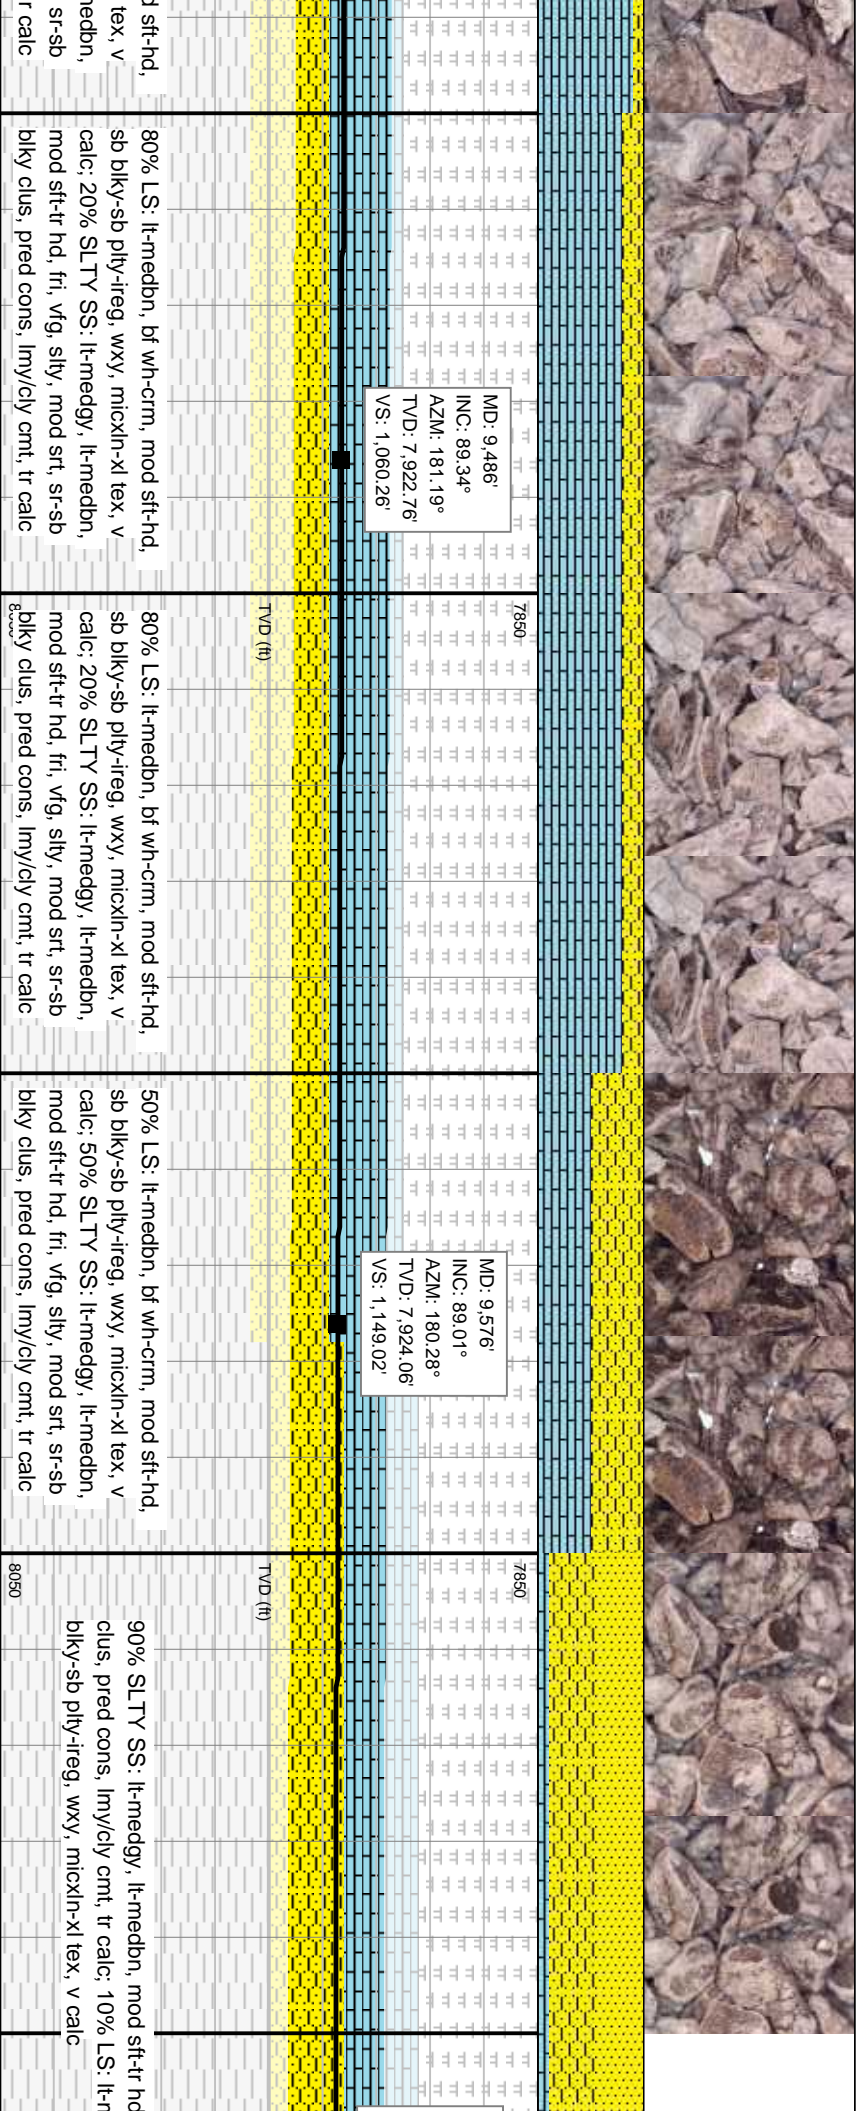 d sft-hd,
tex, v
nedbn,
sr-sb
r calc
80% LS: lt-medbn, bf wh-crm, mod sft-hd,
sb blky-sb plty-ireg, wxy, micxln-xl tex, v
calc; 20% SLTY SS: lt-medgy, lt-medbn,
mod sft-tr hd, fri, vfg, slty, mod srt, sr-sb
blky clus, pred cons, lmy/cly cmt, tr calc
MD: 9,486'
INC: 89.34°
AZM: 181.19°
TVD: 7,922.76'
VS: 1,060.26'
7850
TVD (ft)
80% LS: lt-medbn, bf wh-crm, mod sft-hd,
sb blky-sb plty-ireg, wxy, micxln-xl tex, v
calc; 20% SLTY SS: lt-medgy, lt-medbn,
mod sft-tr hd, fri, vfg, slty, mod srt, sr-sb
blky clus, pred cons, lmy/cly cmt, tr calc
50% LS: lt-medbn, bf wh-crm, mod sft-hd,
sb blky-sb plty-ireg, wxy, micxln-xl tex, v
calc; 50% SLTY SS: lt-medgy, lt-medbn,
mod sft-tr hd, fri, vfg, slty, mod srt, sr-sb
blky clus, pred cons, lmy/cly cmt, tr calc
MD: 9,576'
INC: 89.01°
AZM: 180.28°
TVD: 7,924.06'
VS: 1,149.02'
7850
TVD (ft)
8050
90% SLTY SS: lt-medgy, lt-medbn, mod sft-tr hd
clus, pred cons, lmy/cly cmt, tr calc; 10% LS: lt-m
blky-sb plty-ireg, wxy, micxln-xl tex, v calc